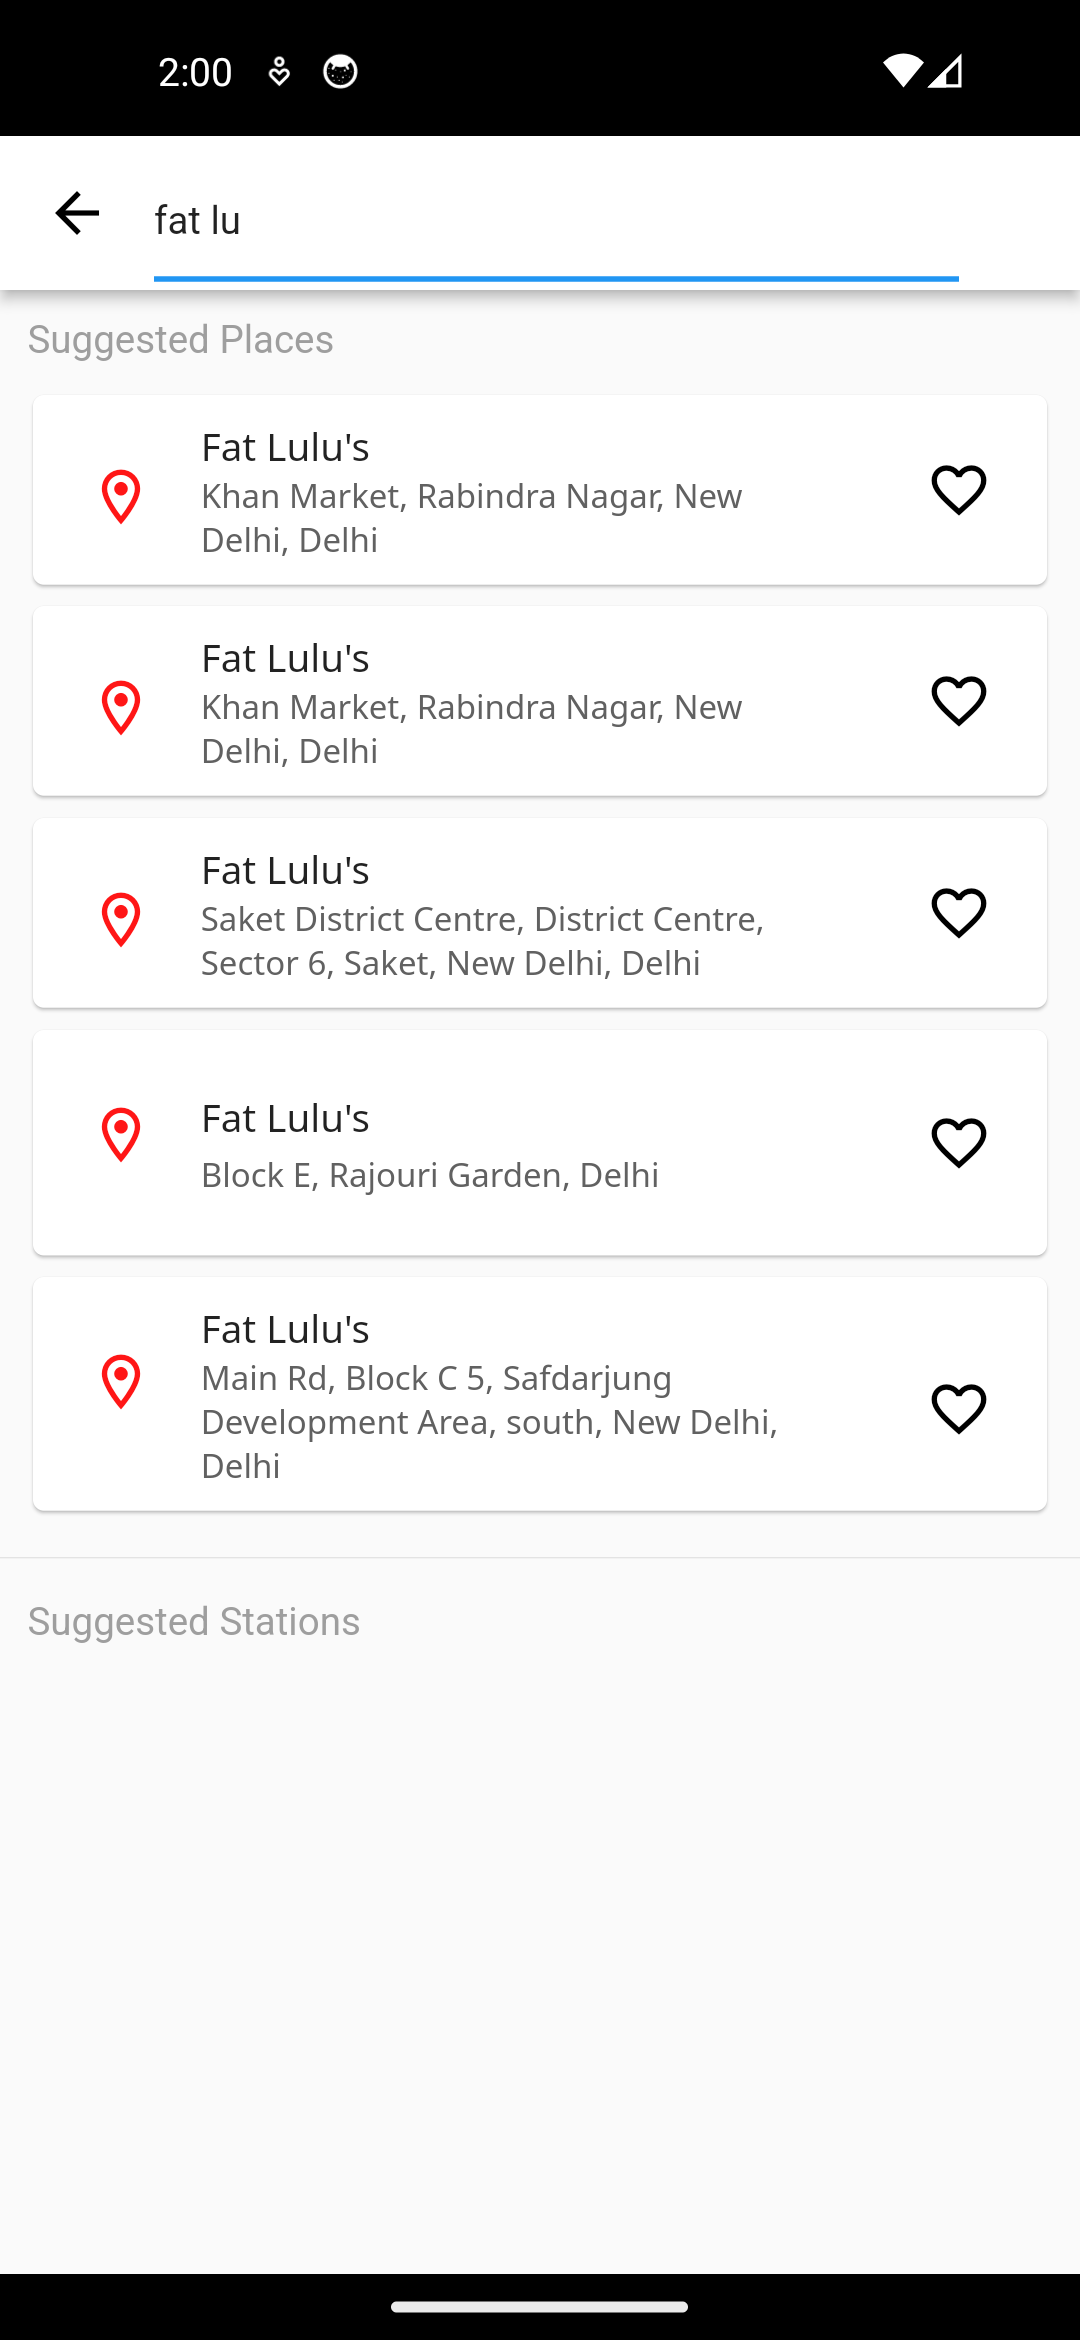 2:00
fat lu
Suggested Places
Fat Lulu's
Khan Market, Rabindra Nagar, New
Delhi, Delhi
Fat Lulu's
Khan Market, Rabindra Nagar, New
Delhi, Delhi
Fat Lulu's
Saket District Centre, District Centre,
Sector 6, Saket, New Delhi, Delhi
Fat Lulu's
Block E, Rajouri Garden, Delhi
Fat Lulu's
Main Rd, Block C 5, Safdarjung
Development Area, south, New Delhi,
Delhi
Suggested Stations